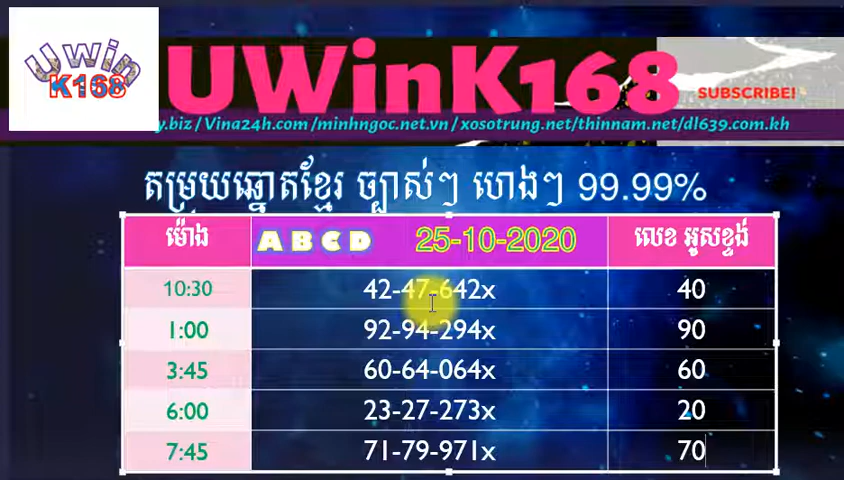 Uwin
K168
UWinK168
SUBSCRIBE!
y.biz/Vina24h.com/minhngoc.net.vn/xosotrung.net/thinnam.net/dl639.com.kh
តម្រុយឆ្នោតខ្មែរ ច្បាស់ៗ ហេងៗ 99.99%
ម៉ោង A B C D 25-10-2020 លេខ អូសខ្ទង់
10:30 42-47-642x 40
1:00 92-94-294x 90
3:45 60-64-064x 60
6:00 23-27-273x 20
7:45 71-79-971x 70